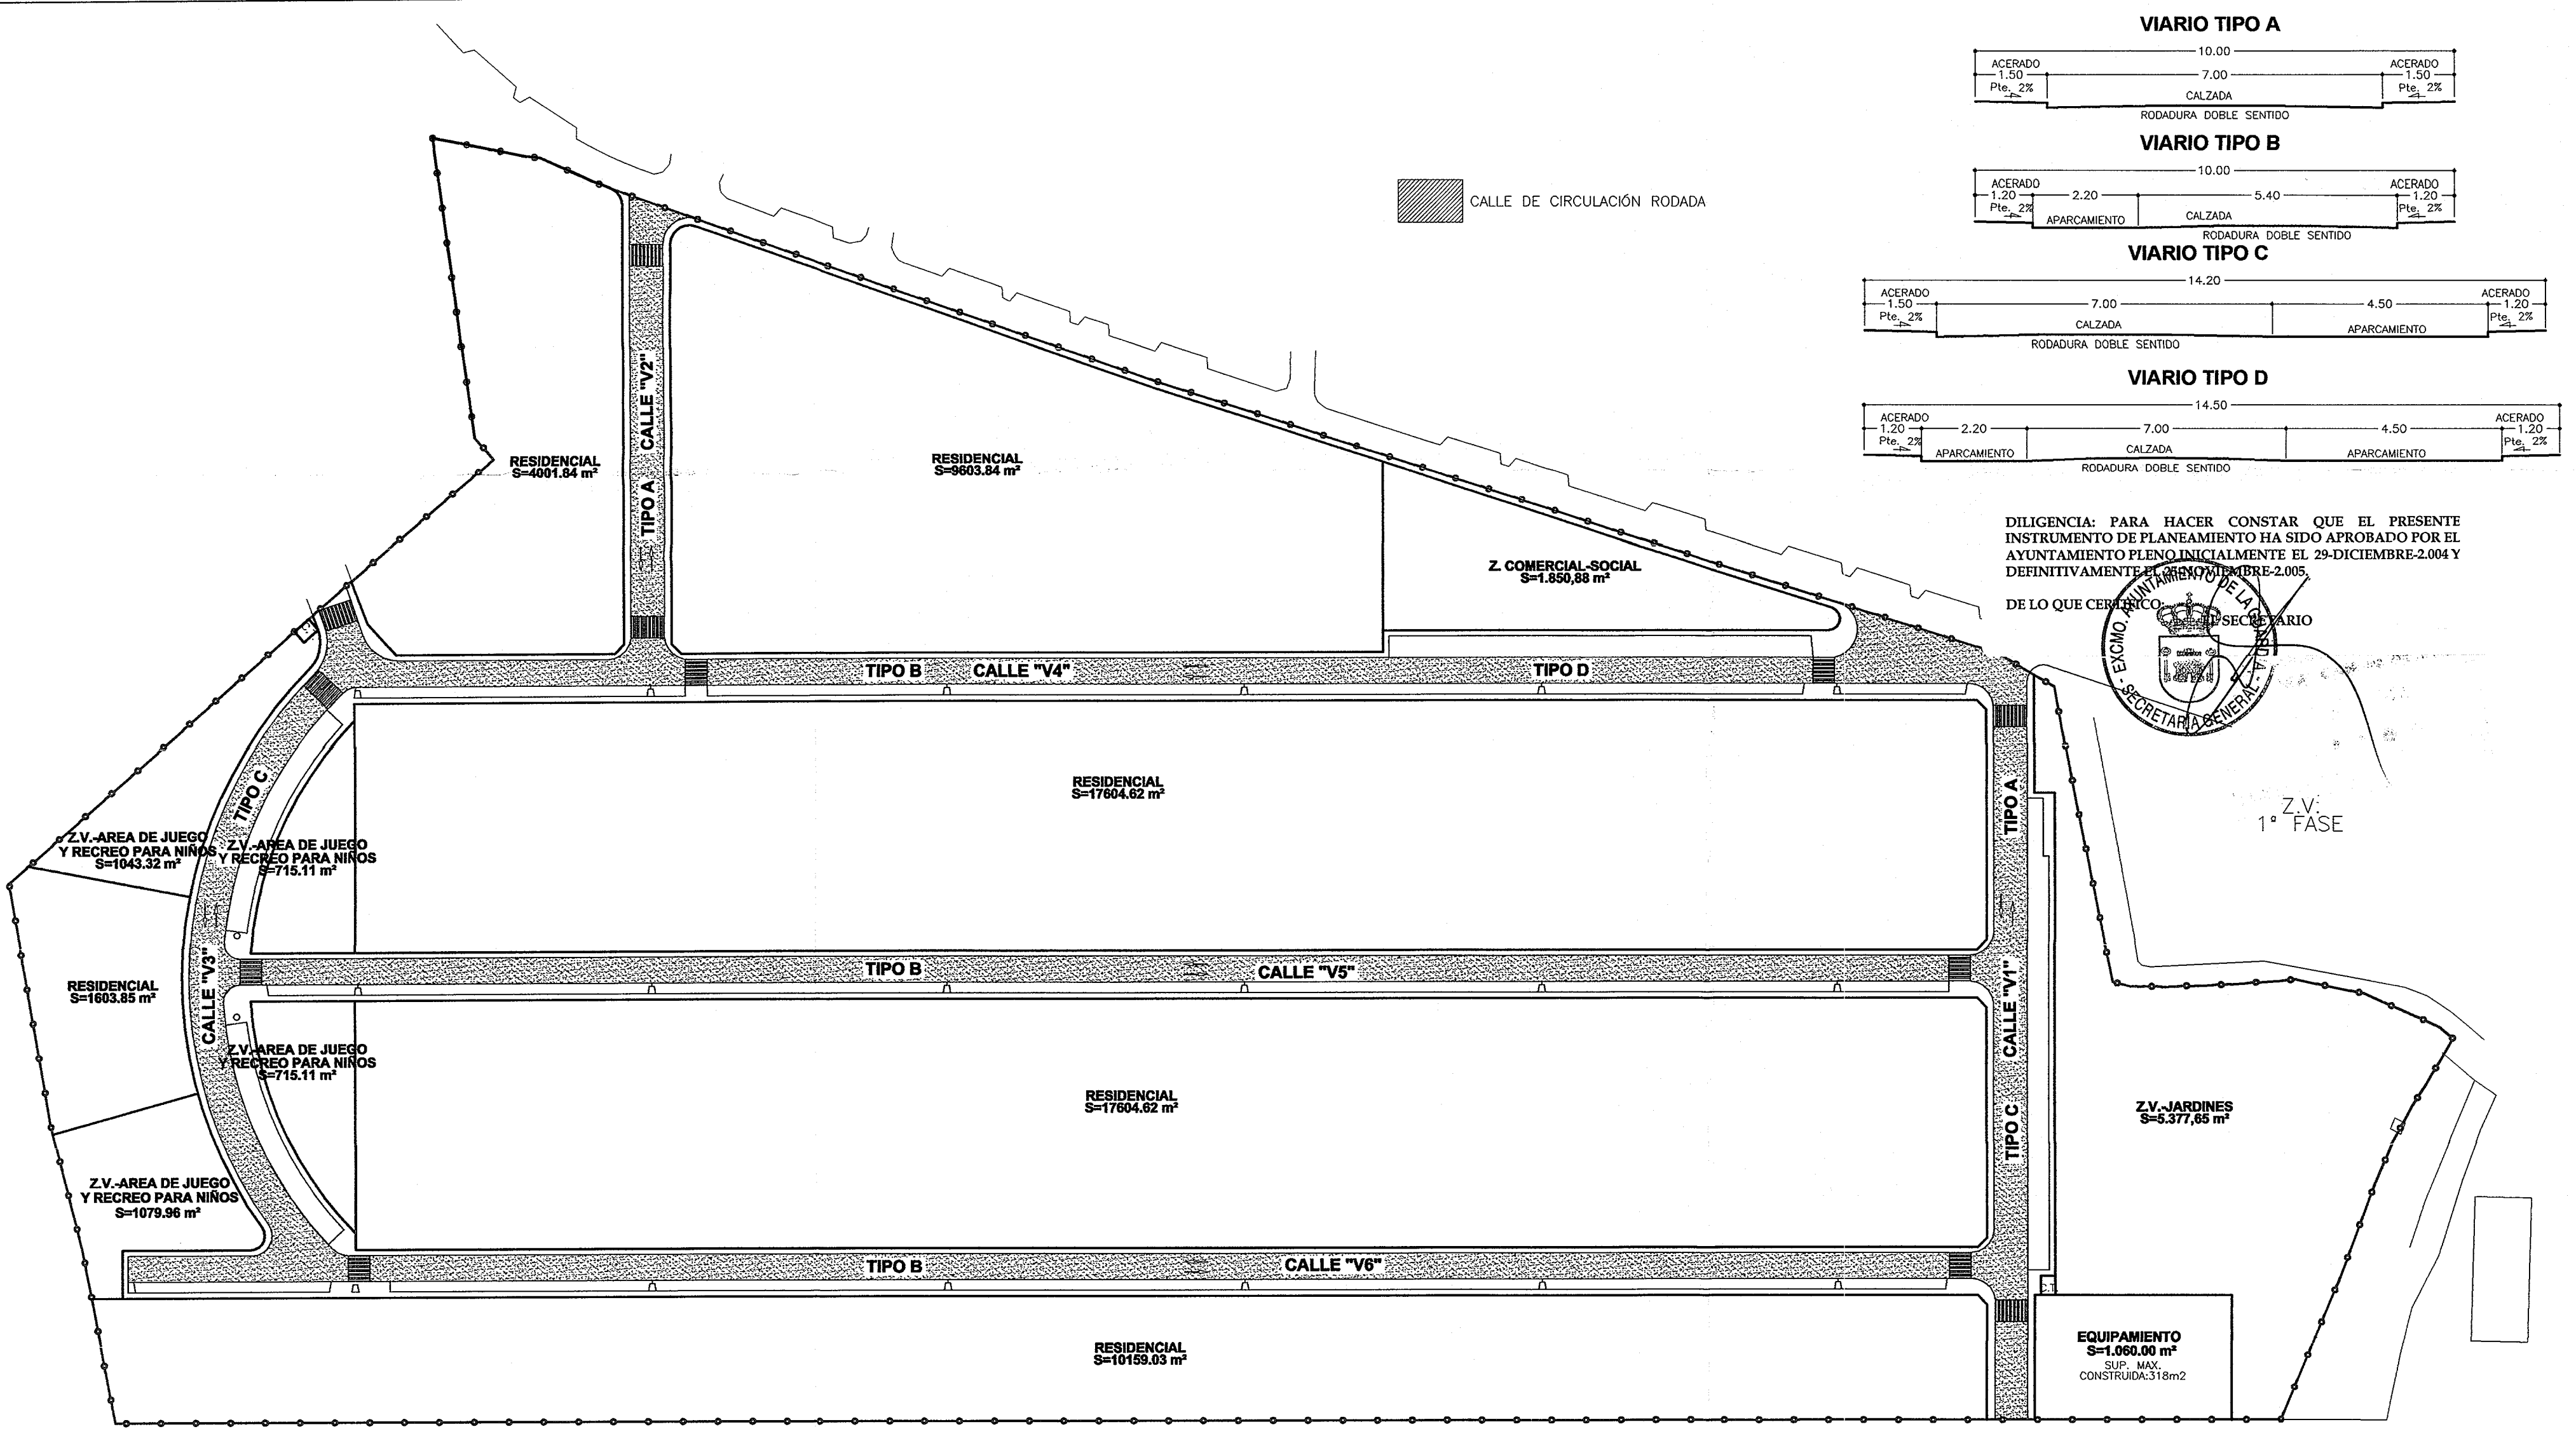 VIARIO TIPO A
10.00
ACERADO
ACERADO
1.50
7.00
1.50
Pte. 2%
Pte. 2%
CALZADA
RODADURA DOBLE SENTIDO
VIARIO TIPO B
10.00
ACERADO
ACERADO
1.20
2.20
5.40
1.20
Pte. 2%
Pte. 2%
APARCAMIENTO
CALZADA
RODADURA DOBLE SENTIDO
VIARIO TIPO C
14.20
ACERADO
ACERADO
1.50
7.00
4.50
1.20
Pte. 2%
Pte. 2%
CALZADA
APARCAMIENTO
RODADURA DOBLE SENTIDO
VIARIO TIPO D
14.50
ACERADO
ACERADO
1.20
2.20
7.00
4.50
1.20
Pte. 2%
Pte. 2%
APARCAMIENTO
CALZADA
APARCAMIENTO
RODADURA DOBLE SENTIDO
CALLE DE CIRCULACIÓN RODADA
DILIGENCIA: PARA HACER CONSTAR QUE EL PRESENTE
INSTRUMENTO DE PLANEAMIENTO HA SIDO APROBADO POR EL
AYUNTAMIENTO PLENO INICIALMENTE EL 29-DICIEMBRE-2.004 Y
DEFINITIVAMENTE EL 25-NOVIEMBRE-2.005.
DE LO QUE CERTIFICO:
EL SECRETARIO
EXCMO. AYUNTAMIENTO DE LA GUARDIA
- SECRETARIA GENERAL -
Z.V.
1ª FASE
RESIDENCIAL
S=4001.84 m²
TIPO A CALLE "V2"
RESIDENCIAL
S=9603.84 m²
Z. COMERCIAL-SOCIAL
S=1.850,88 m²
TIPO B
CALLE "V4"
TIPO D
RESIDENCIAL
S=17604.62 m²
TIPO C
TIPO A
Z.V.-AREA DE JUEGO
Y RECREO PARA NIÑOS
S=1043.32 m²
Z.V.-AREA DE JUEGO
Y RECREO PARA NIÑOS
S=715.11 m²
CALLE "V3"
TIPO B
CALLE "V5"
CALLE "V1"
RESIDENCIAL
S=1603.85 m²
Z.V.-AREA DE JUEGO
Y RECREO PARA NIÑOS
S=715.11 m²
RESIDENCIAL
S=17604.62 m²
TIPO C
Z.V.-JARDINES
S=5.377,65 m²
Z.V.-AREA DE JUEGO
Y RECREO PARA NIÑOS
S=1079.96 m²
TIPO B
CALLE "V6"
C.T.
RESIDENCIAL
S=10159.03 m²
EQUIPAMIENTO
S=1.060.00 m²
SUP. MAX.
CONSTRUIDA:318m2